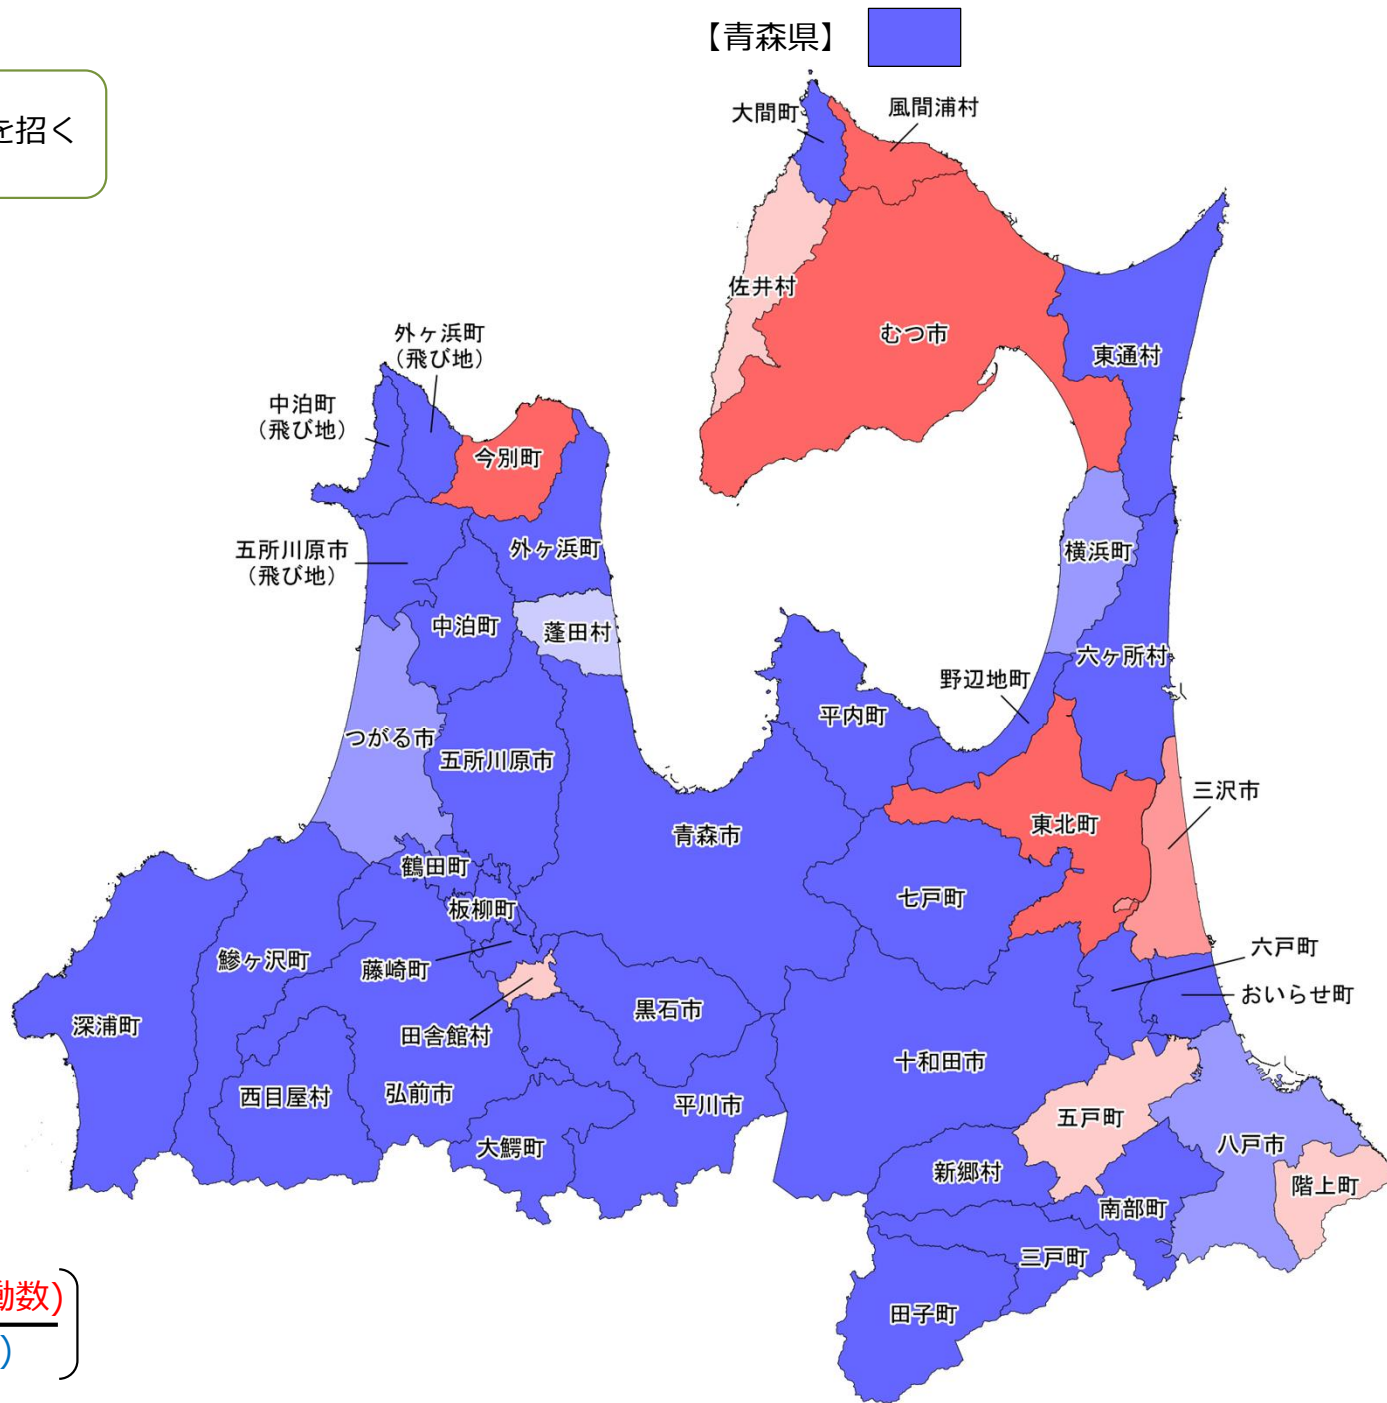 【青森県】
を招く
大間町
風間浦村
佐井村
むつ市
東通村
外ヶ浜町
(飛び地)
中泊町
(飛び地)
今別町
五所川原市
(飛び地)
外ヶ浜町
横浜町
中泊町
蓬田村
六ヶ所村
野辺地町
平内町
つがる市
五所川原市
三沢市
東北町
青森市
鶴田町
七戸町
板柳町
六戸町
鰺ヶ沢町
藤崎町
おいらせ町
黒石市
深浦町
田舎館村
十和田市
西目屋村
弘前市
平川市
五戸町
大鰐町
八戸市
新郷村
階上町
南部町
三戸町
田子町
動数)
)